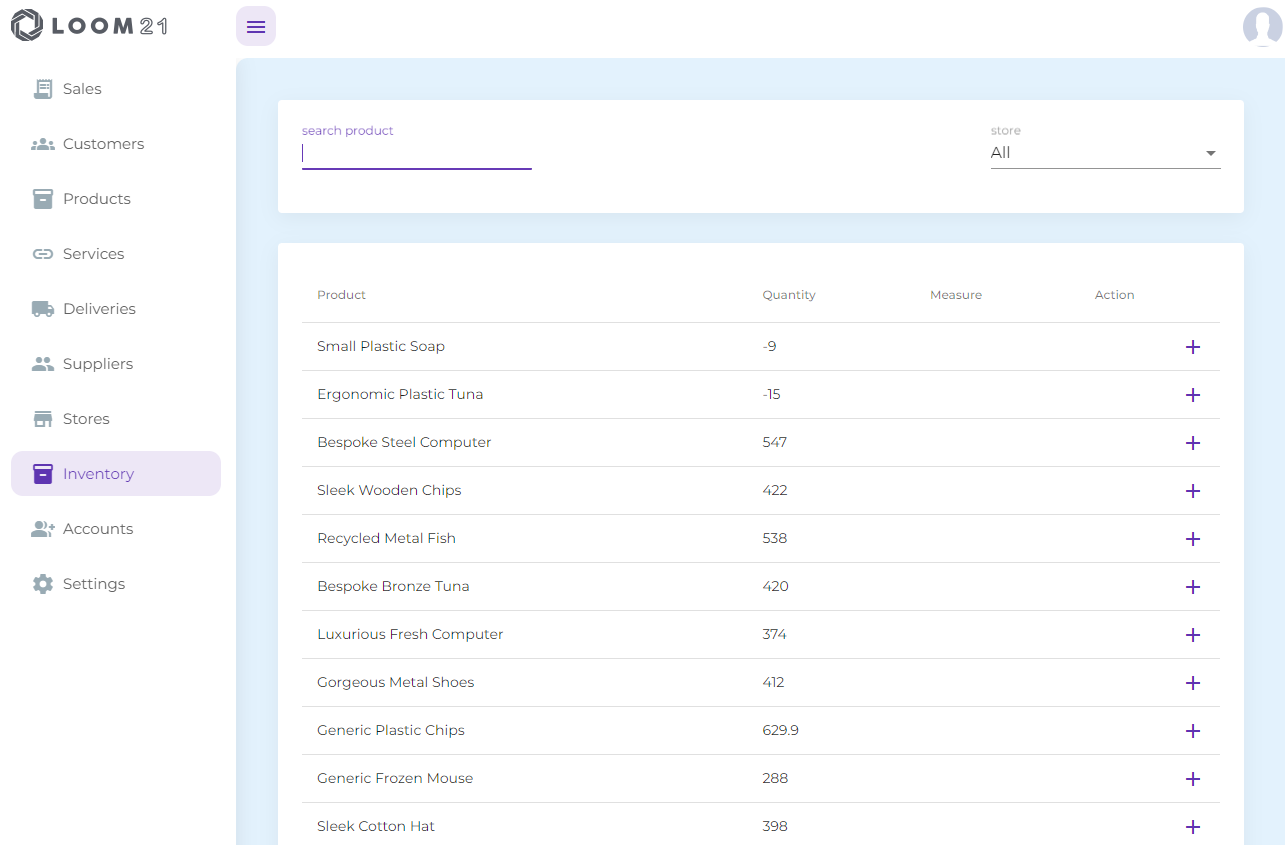 LOOM 21
Sales
Customers
Products
Services
Deliveries
Suppliers
Stores
Inventory
Accounts
Settings
search product
store
All
Product Quantity Measure Action
Small Plastic Soap -9 +
Ergonomic Plastic Tuna -15 +
Bespoke Steel Computer 547 +
Sleek Wooden Chips 422 +
Recycled Metal Fish 538 +
Bespoke Bronze Tuna 420 +
Luxurious Fresh Computer 374 +
Gorgeous Metal Shoes 412 +
Generic Plastic Chips 629.9 +
Generic Frozen Mouse 288 +
Sleek Cotton Hat 398 +